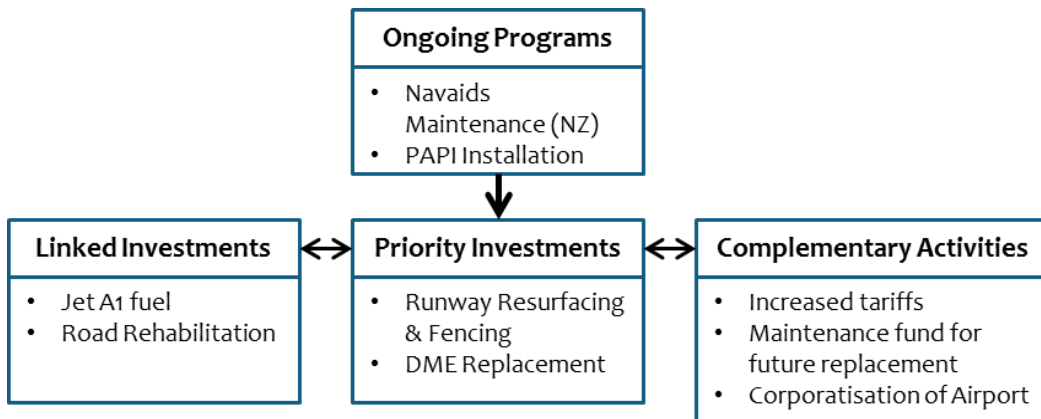 Ongoing Programs
• Navaids
Maintenance (NZ)
• PAPI Installation
Linked Investments
• Jet A1 fuel
• Road Rehabilitation
Priority Investments
• Runway Resurfacing
& Fencing
• DME Replacement
Complementary Activities
• Increased tariffs
• Maintenance fund for
future replacement
• Corporatisation of Airport